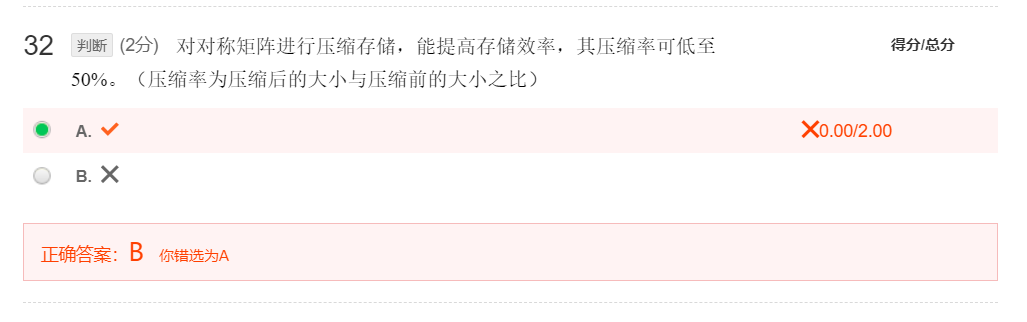 32 判断 (2分) 对对称矩阵进行压缩存储，能提高存储效率，其压缩率可低至 得分/总分
50%。（压缩率为压缩后的大小与压缩前的大小之比）
A. ✔ ✕0.00/2.00
B. ✕
正确答案：B 你错选为A